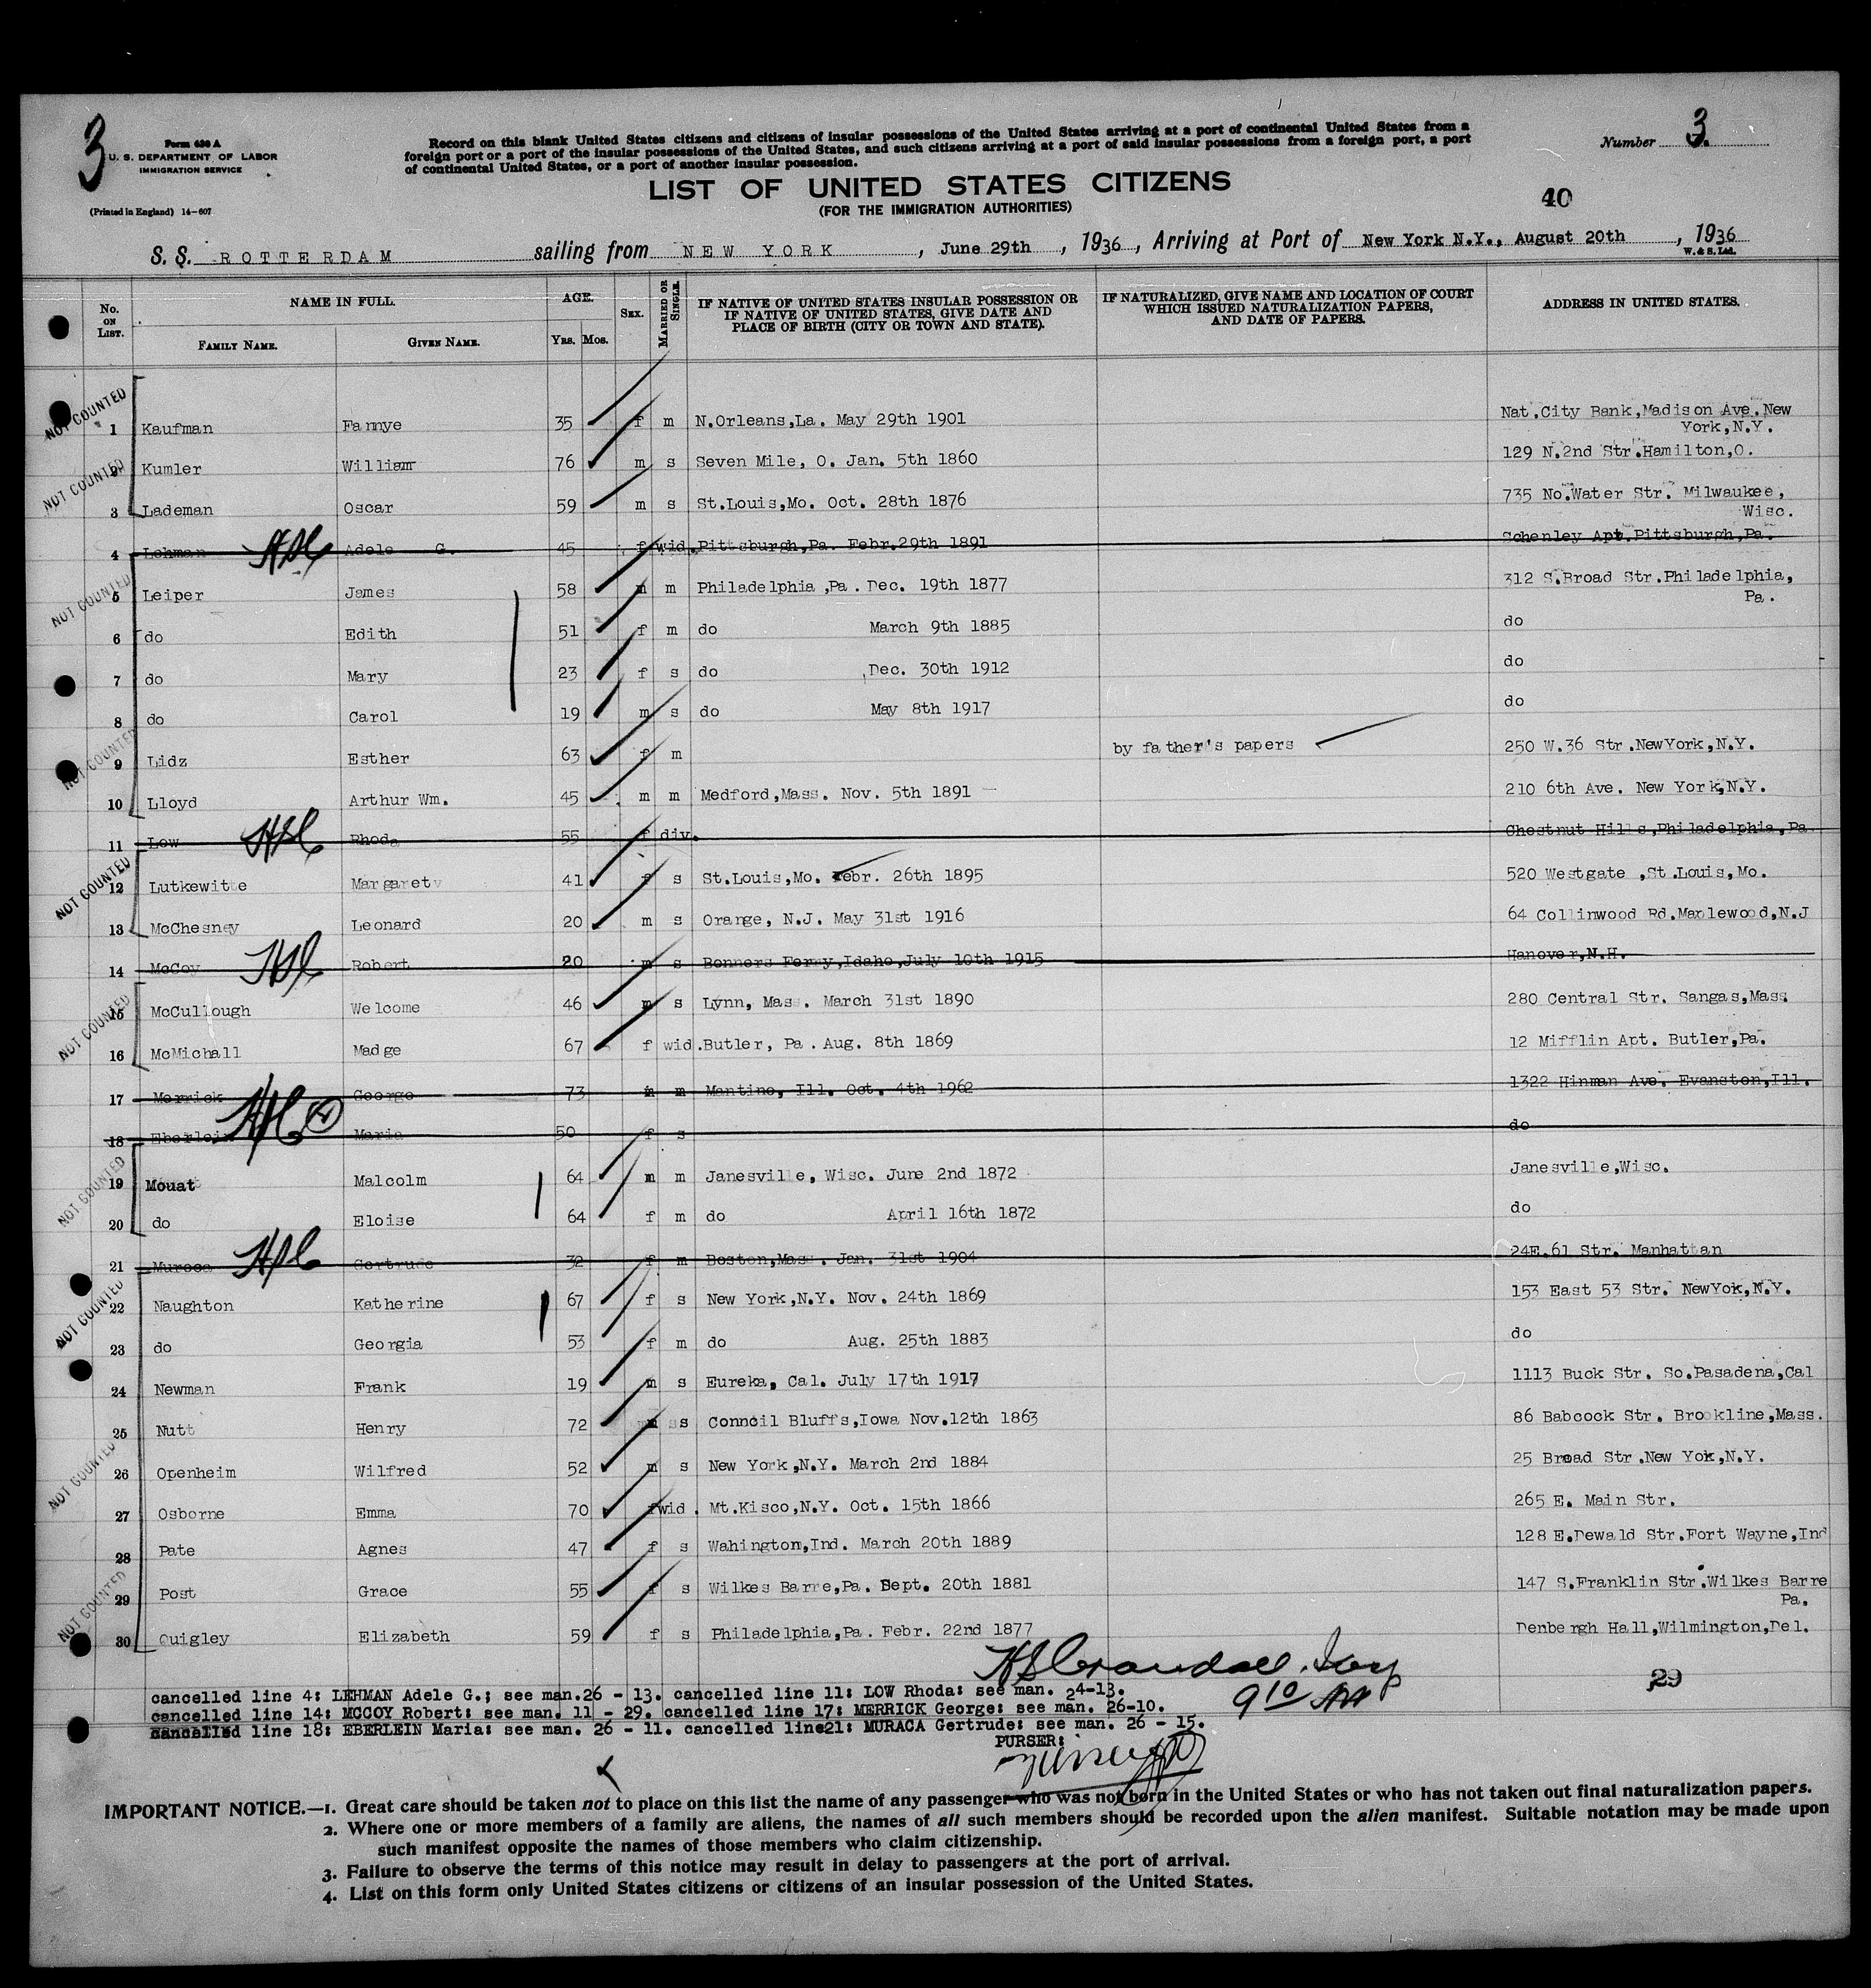 3
Form 630 A
U. S. DEPARTMENT OF LABOR
IMMIGRATION SERVICE
(Printed in England) 14-607
Record on this blank United States citizens and citizens of insular possessions of the United States arriving at a port of continental United States from a
foreign port or a port of the insular possessions of the United States, and such citizens arriving at a port of said insular possessions from a foreign port, a port
of continental United States, or a port of another insular possession.
Number 3.
LIST OF UNITED STATES CITIZENS
(FOR THE IMMIGRATION AUTHORITIES)
40
S.S. ROTTERDAM sailing from NEW YORK, June 29th, 1936, Arriving at Port of New York N.Y., August 20th, 1936
W. & S. Ltd.
No. ON LIST. NAME IN FULL. FAMILY NAME. GIVEN NAME. AGE. Yrs. Mos. SEX. MARRIED OR SINGLE. IF NATIVE OF UNITED STATES INSULAR POSSESSION OR IF NATIVE OF UNITED STATES, GIVE DATE AND PLACE OF BIRTH (CITY OR TOWN AND STATE). IF NATURALIZED, GIVE NAME AND LOCATION OF COURT WHICH ISSUED NATURALIZATION PAPERS, AND DATE OF PAPERS. ADDRESS IN UNITED STATES.
NOT COUNTED
1 Kaufman Fannye 35 f m N.Orleans,La. May 29th 1901 Nat.City Bank,Madison Ave.New York,N.Y.
2 Kumler William 76 m s Seven Mile, O. Jan. 5th 1860 129 N.2nd Str.Hamilton,O.
NOT COUNTED
3 Lademan Oscar 59 m s St.Louis,Mo. Oct. 28th 1876 735 No.Water Str. Milwaukee, Wisc.
4 Lehman HSC Adele G. 45 f wid. Pittsburgh,Pa. Febr.29th 1891 Schenley Apt.Pittsburgh,Pa.
NOT COUNTED
5 Leiper James 58 m m Philadelphia,Pa. Dec. 19th 1877 312 S.Broad Str.Philadelphia, Pa.
6 do Edith 51 f m do March 9th 1885 do
7 do Mary 23 f s do Dec. 30th 1912 do
8 do Carol 19 m s do May 8th 1917 do
NOT COUNTED
9 Lidz Esther 63 f m by father's papers 250 W.36 Str.NewYork,N.Y.
10 Lloyd Arthur Wm. 45 m m Medford,Mass. Nov. 5th 1891 210 6th Ave. New York,N.Y.
11 Low HSC Rhoda 55 f div. Chestnut Hills,Philadelphia,Pa
NOT COUNTED
12 Lutkewitte Margarety 41 f s St.Louis,Mo. Febr. 26th 1895 520 Westgate ,St.Louis,Mo.
13 McChesney Leonard 20 m s Orange, N.J. May 31st 1916 64 Collinwood Rd.Maplewood,N.J
14 McCoy HSC Robert 20 m s Bonners Ferry,Idaho,July 10th 1915 Hanover,N.H.
NOT COUNTED
15 McCullough Welcome 46 m s Lynn, Mass. March 31st 1890 280 Central Str. Sangas,Mass
16 McMichall Madge 67 f wid. Butler, Pa. Aug. 8th 1869 12 Mifflin Apt. Butler,Pa.
17 Merrick George 73 m m Mantino, Ill. Oct. 4th 1962 1322 Hinman Ave. Evanston,Ill.
18 Eberlein HSC Maria 50 f s do
NOT COUNTED
19 Mouat Malcolm 64 m m Janesville, Wisc. June 2nd 1872 Janesville,Wisc.
20 do Eloise 64 f m do April 16th 1872 do
21 Muraca HSC Gertrude 32 f m Boston,Mass. Jan. 31st 1904 24E.61 Str. Manhattan
NOT COUNTED
22 Naughton Katherine 67 f s New York,N.Y. Nov. 24th 1869 153 East 53 Str. NewYok,N.Y.
23 do Georgia 53 f m do Aug. 25th 1883 do
24 Newman Frank 19 m s Eureka, Cal. July 17th 1917 1113 Buck Str. So.Pasadena,Cal
25 Nutt Henry 72 m s Conncil Bluffs,Iowa Nov.12th 1863 86 Babcock Str. Brookline,Mass.
NOT COUNTED
26 Openheim Wilfred 52 m s New York,N.Y. March 2nd 1884 25 Broad Str.New Yok,N.Y.
27 Osborne Emma 70 f wid. Mt.Kisco,N.Y. Oct. 15th 1866 265 E. Main Str.
28 Pate Agnes 47 f s Wahington,Ind. March 20th 1889 128 E.Dewald Str.Fort Wayne,Ind
29 Post Grace 55 f s Wilkes Barre,Pa. Sept. 20th 1881 147 S.Franklin Str.Wilkes Barre Pa.
NOT COUNTED
30 Quigley Elizabeth 59 f s Philadelphia,Pa. Febr. 22nd 1877 Denbergh Hall,Wilmington,Del.
HSCrandall. Insp
9 10 AM
29
cancelled line 4: LEHMAN Adele G.; see man.26 - 13. cancelled line 11: LOW Rhoda: see man. 24-13.
cancelled line 14: MCCOY Robert: see man. 11 - 29. cancelled line 17: MERRICK George: see man. 26-10.
cancelled line 18: EBERLEIN Maria: see man. 26 - 11. cancelled line21: MURACA Gertrude: see man. 26 - 15.
PURSER:
IMPORTANT NOTICE.—1. Great care should be taken not to place on this list the name of any passenger who was not born in the United States or who has not taken out final naturalization papers.
2. Where one or more members of a family are aliens, the names of all such members should be recorded upon the alien manifest. Suitable notation may be made upon
such manifest opposite the names of those members who claim citizenship.
3. Failure to observe the terms of this notice may result in delay to passengers at the port of arrival.
4. List on this form only United States citizens or citizens of an insular possession of the United States.